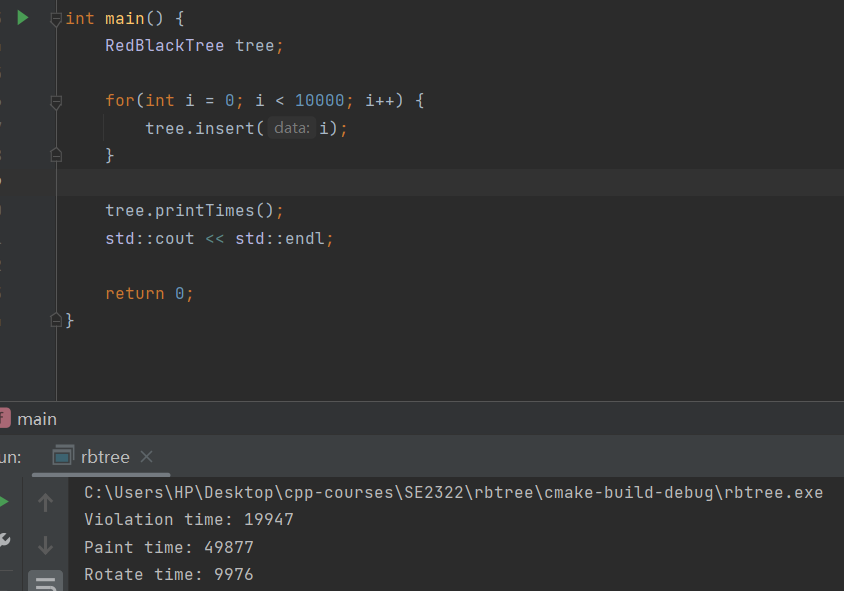 int main() {
RedBlackTree tree;
for(int i = 0; i < 10000; i++) {
tree.insert( data: i);
}
tree.printTimes();
std::cout << std::endl;
return 0;
}
main
un:
rbtree
C:\Users\HP\Desktop\cpp-courses\SE2322\rbtree\cmake-build-debug\rbtree.exe
Violation time: 19947
Paint time: 49877
Rotate time: 9976